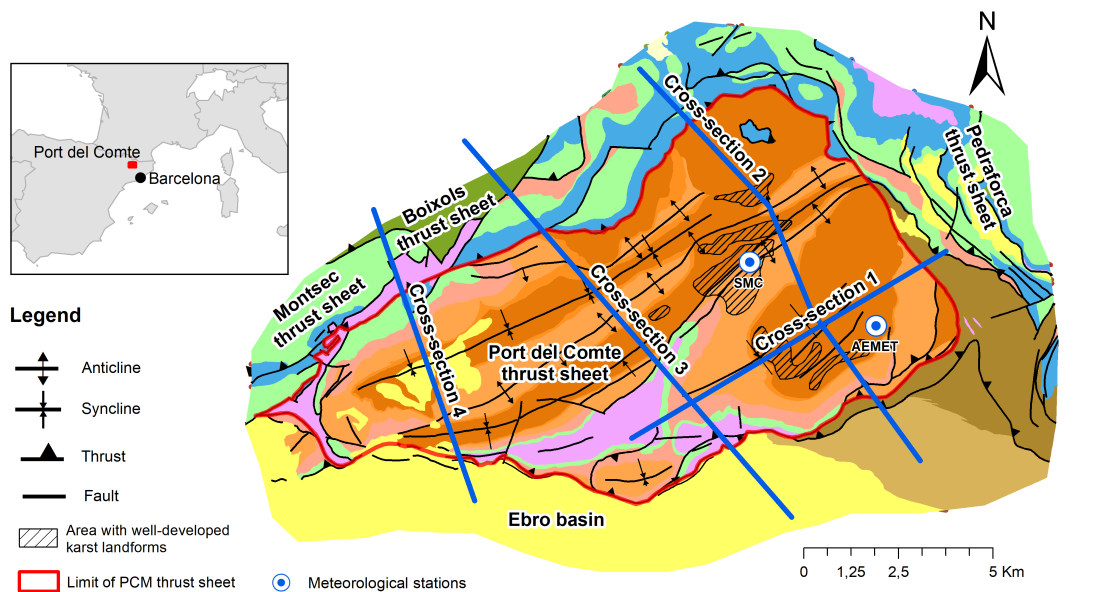 N
Port del Comte
Barcelona
Cross-section 2
Pedraforca
thrust sheet
Boixols
thrust sheet
Montsec
thrust sheet
SMC
Cross-section 1
AEMET
Cross-section 3
Cross-section 4
Port del Comte
thrust sheet
Ebro basin
Legend
Anticline
Syncline
Thrust
Fault
Area with well-developed
karst landforms
Limit of PCM thrust sheet
Meteorological stations
0 1,25 2,5 5 Km